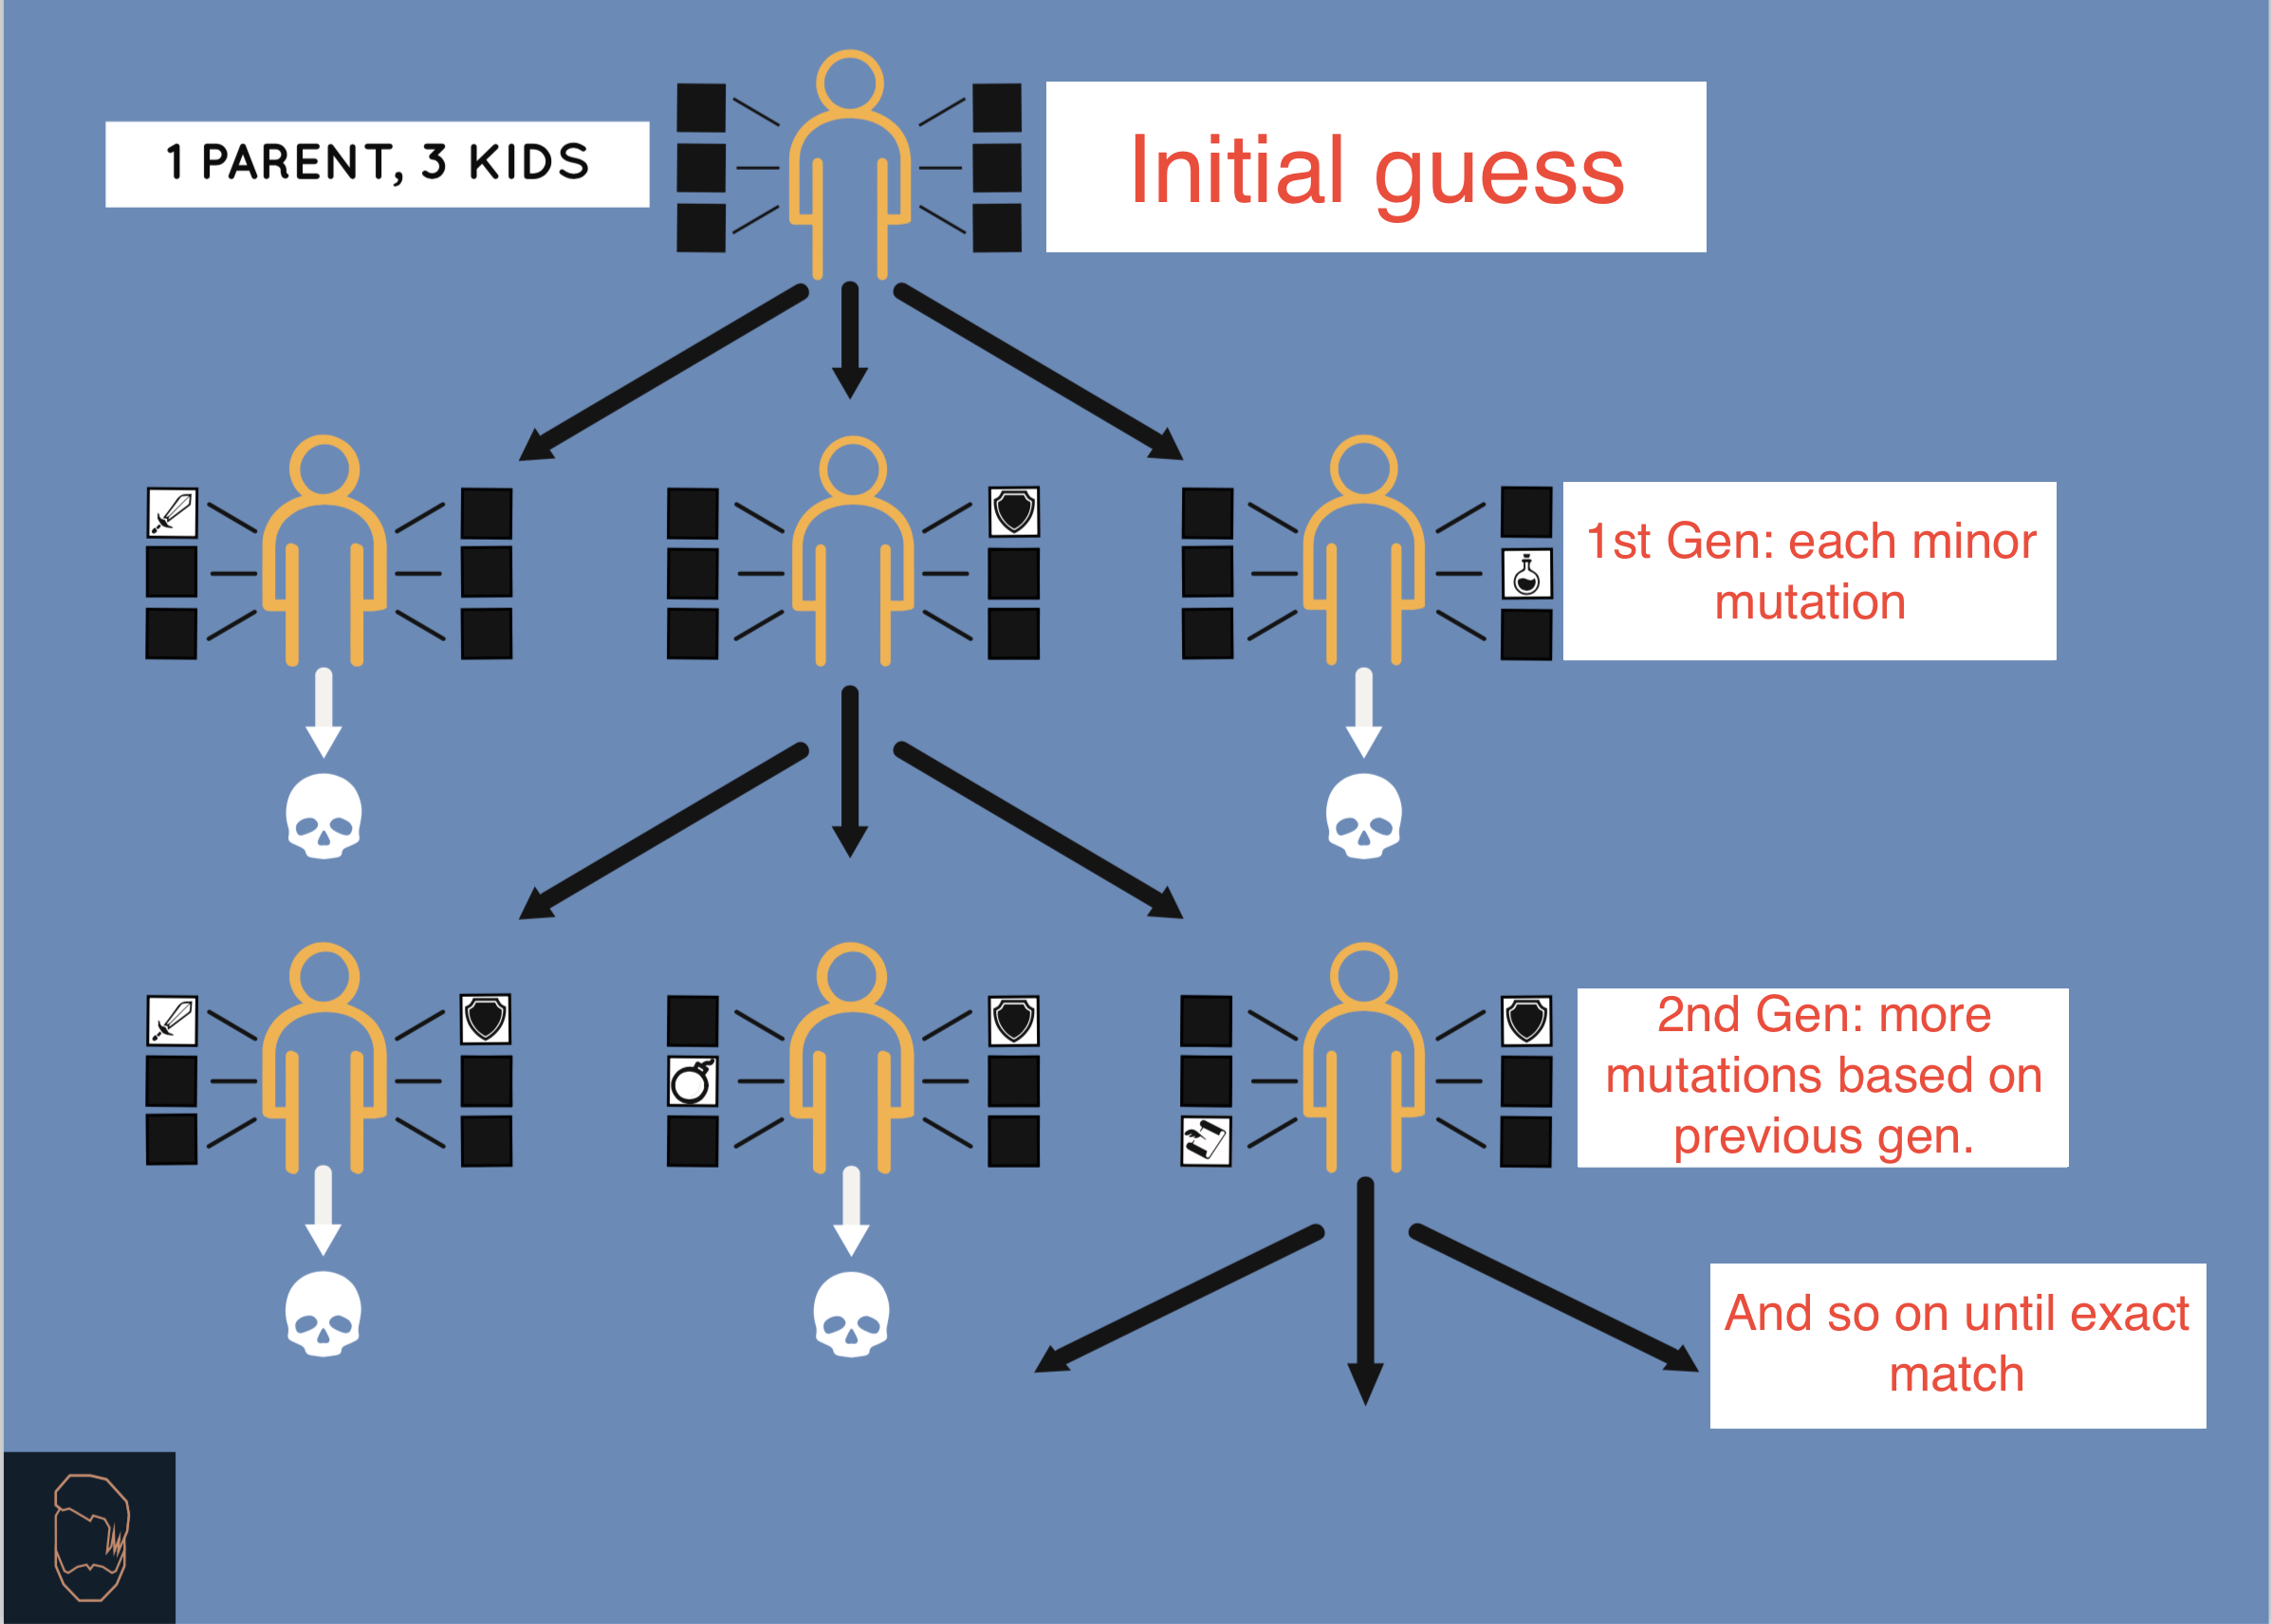 1 PARENT, 3 KIDS
Initial guess
1st Gen: each minor
mutation
2nd Gen: more
mutations based on
previous gen.
And so on until exact
match